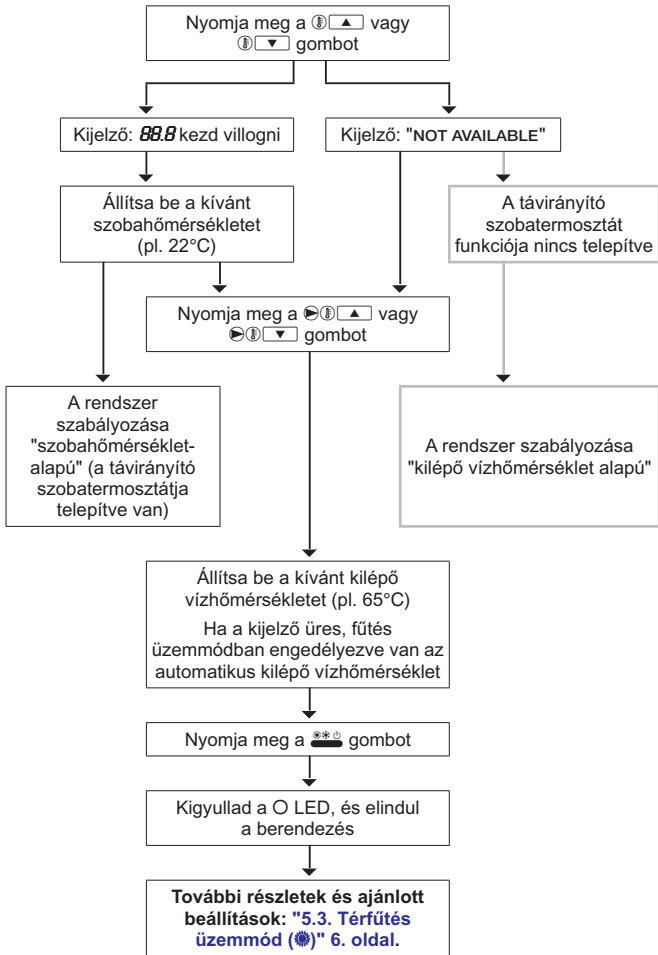 Nyomja meg a ▲ vagy
▼ gombot
Kijelző: 88.8 kezd villogni
Kijelző: "NOT AVAILABLE"
Állítsa be a kívánt
szobahőmérsékletet
(pl. 22°C)
A távirányító
szobatermosztát
funkciója nincs telepítve
Nyomja meg a ▲ vagy
▼ gombot
A rendszer
szabályozása
"szobahőmérséklet-
alapú" (a távirányító
szobatermosztátja
telepítve van)
A rendszer szabályozása
"kilépő vízhőmérséklet alapú"
Állítsa be a kívánt kilépő
vízhőmérsékletet (pl. 65°C)
Ha a kijelző üres, fűtés
üzemmódban engedélyezve van az
automatikus kilépő vízhőmérséklet
Nyomja meg a gombot
Kigyullad a LED, és elindul
a berendezés
További részletek és ajánlott
beállítások: "5.3. Térfűtés
üzemmód ()" 6. oldal.